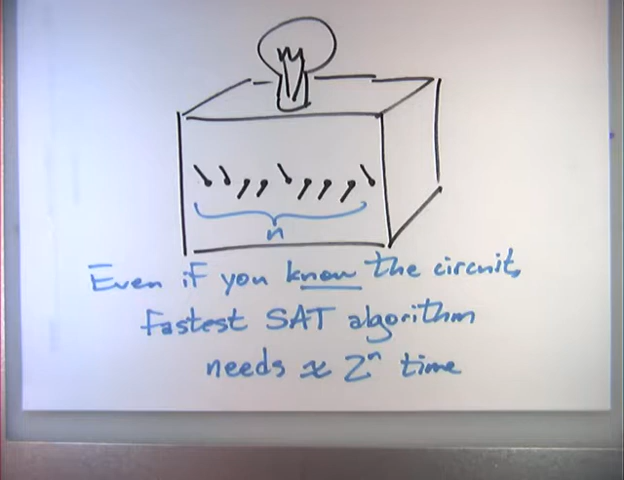 n
Even if you know the circuit,
fastest SAT algorithm
needs ≈ 2ⁿ time